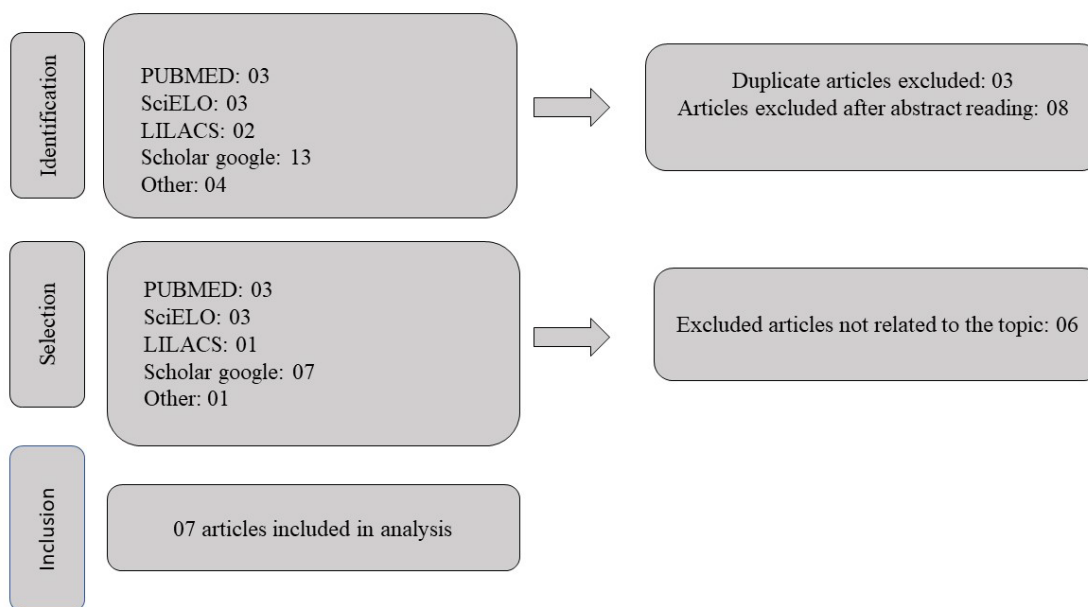 Identification
PUBMED: 03
SciELO: 03
LILACS: 02
Scholar google: 13
Other: 04
Duplicate articles excluded: 03
Articles excluded after abstract reading: 08
Selection
PUBMED: 03
SciELO: 03
LILACS: 01
Scholar google: 07
Other: 01
Excluded articles not related to the topic: 06
Inclusion
07 articles included in analysis